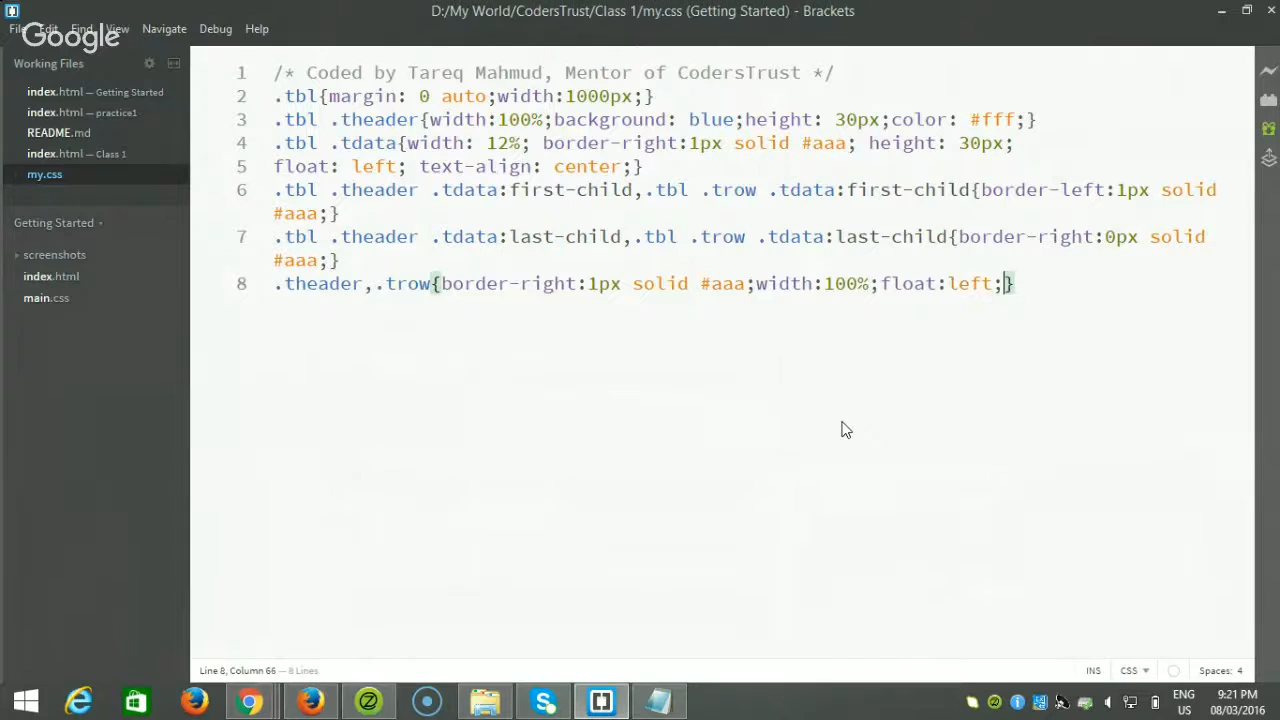 D:/My World/CodersTrust/Class 1/my.css (Getting Started) - Brackets
File Edit Find View Navigate Debug Help
Google
Working Files
index.html — Getting Started
index.html — practice1
README.md
index.html — Class 1
my.css
Getting Started
screenshots
index.html
main.css
1 /* Coded by Tareq Mahmud, Mentor of CodersTrust */
2 .tbl{margin: 0 auto;width:1000px;}
3 .tbl .theader{width:100%;background: blue;height: 30px;color: #fff;}
4 .tbl .tdata{width: 12%; border-right:1px solid #aaa; height: 30px;
5 float: left; text-align: center;}
6 .tbl .theader .tdata:first-child,.tbl .trow .tdata:first-child{border-left:1px solid
#aaa;}
7 .tbl .theader .tdata:last-child,.tbl .trow .tdata:last-child{border-right:0px solid
#aaa;}
8 .theader,.trow{border-right:1px solid #aaa;width:100%;float:left;}
Line 8, Column 66 — 8 Lines
INS CSS Spaces: 4
ENG
US
9:21 PM
08/03/2016